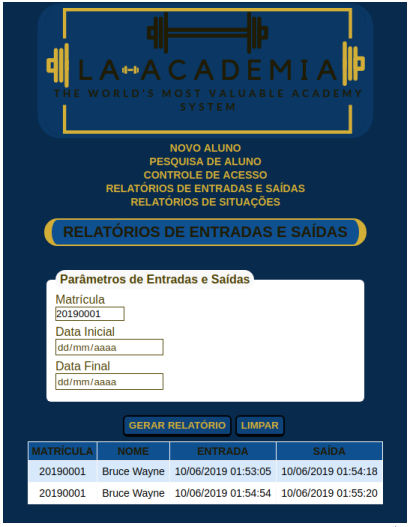 LA ACADEMIA
THE WORLD'S MOST VALUABLE ACADEMY
SYSTEM
NOVO ALUNO
PESQUISA DE ALUNO
CONTROLE DE ACESSO
RELATÓRIOS DE ENTRADAS E SAÍDAS
RELATÓRIOS DE SITUAÇÕES
RELATÓRIOS DE ENTRADAS E SAÍDAS
Parâmetros de Entradas e Saídas
Matrícula
20190001
Data Inicial
dd/mm/aaaa
Data Final
dd/mm/aaaa
GERAR RELATÓRIO LIMPAR
MATRÍCULA NOME ENTRADA SAÍDA
20190001 Bruce Wayne 10/06/2019 01:53:05 10/06/2019 01:54:18
20190001 Bruce Wayne 10/06/2019 01:54:54 10/06/2019 01:55:20